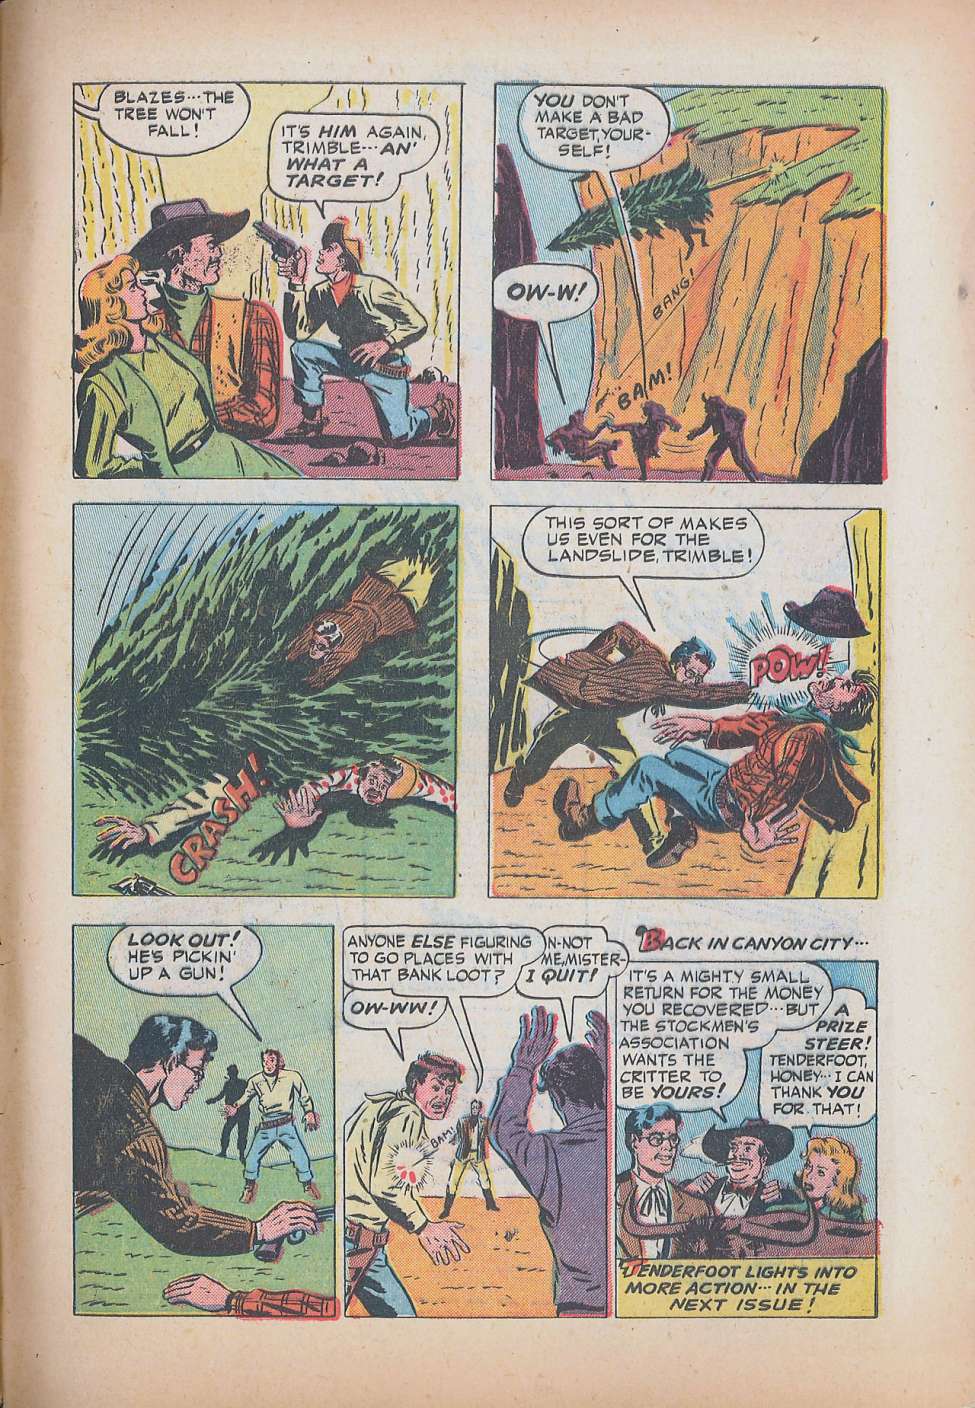 BLAZES...THE
TREE WON'T
FALL!
IT'S HIM AGAIN,
TRIMBLE...AN'
WHAT A
TARGET!
YOU DON'T
MAKE A BAD
TARGET, YOUR-
SELF!
OW-W!
BANG!
BAM!
CRASH!
THIS SORT OF MAKES
US EVEN FOR THE
LANDSLIDE, TRIMBLE!
POW!
LOOK OUT!
HE'S PICKIN'
UP A GUN!
ANYONE ELSE FIGURING
TO GO PLACES WITH
THAT BANK LOOT?
OW-WW!
N-NOT
ME, MISTER-
I QUIT!
BAM!
BACK IN CANYON CITY...
IT'S A MIGHTY SMALL
RETURN FOR THE MONEY
YOU RECOVERED...BUT
THE STOCKMEN'S
ASSOCIATION
WANTS THE
CRITTER TO
BE YOURS!
A
PRIZE
STEER!
TENDERFOOT,
HONEY...I CAN
THANK YOU
FOR THAT!
TENDERFOOT LIGHTS INTO
MORE ACTION...IN THE
NEXT ISSUE!